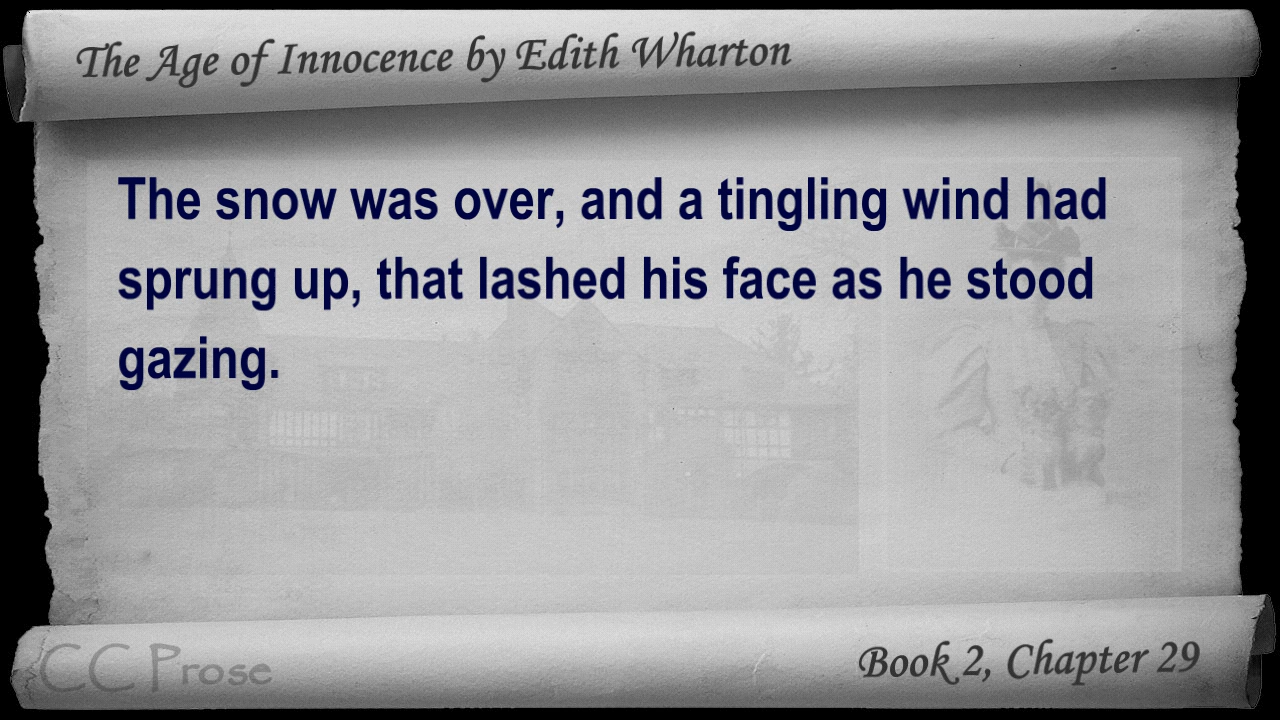 The Age of Innocence by Edith Wharton
The snow was over, and a tingling wind had
sprung up, that lashed his face as he stood
gazing.
CC Prose
Book 2, Chapter 29